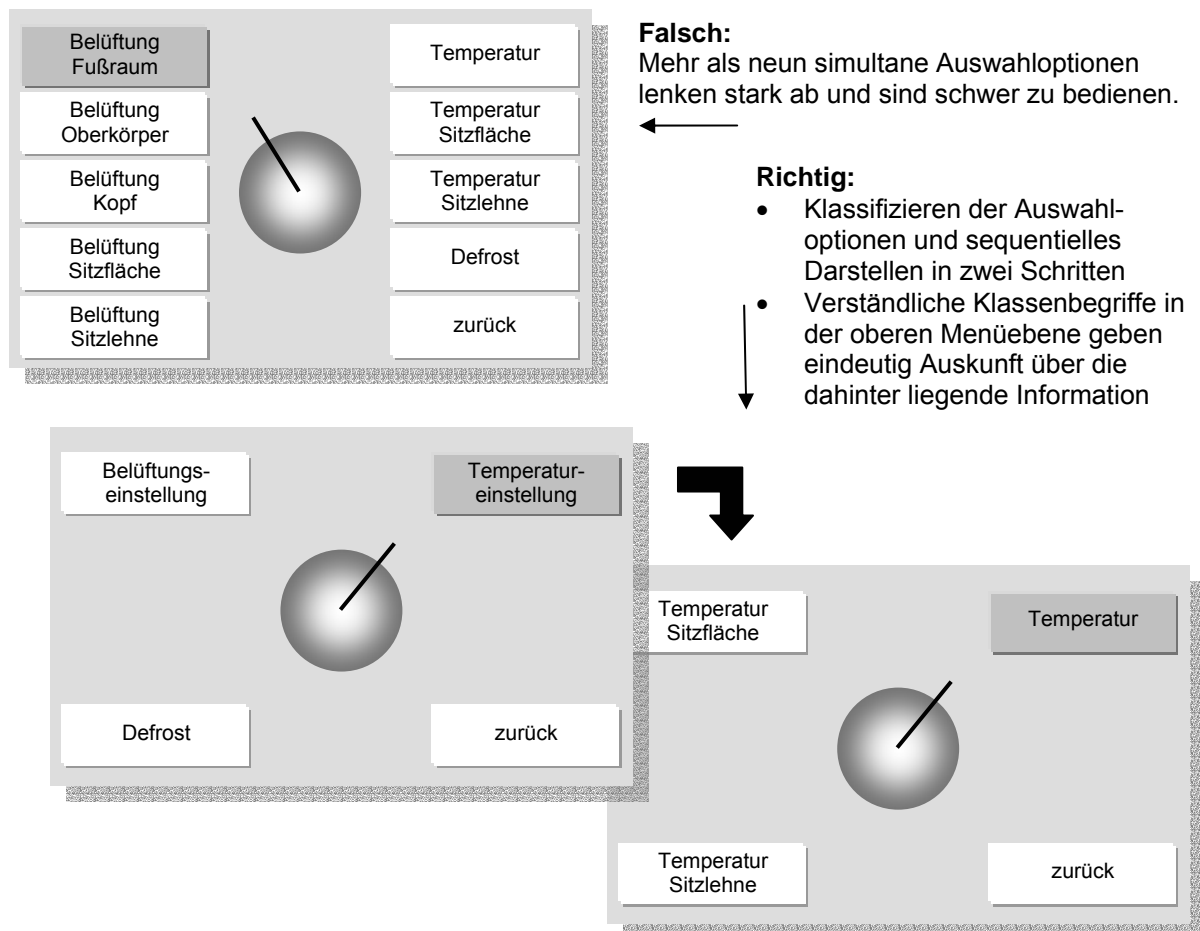 Belüftung
Fußraum
Belüftung
Oberkörper
Belüftung
Kopf
Belüftung
Sitzfläche
Belüftung
Sitzlehne
Temperatur
Temperatur
Sitzfläche
Temperatur
Sitzlehne
Defrost
zurück
Falsch:
Mehr als neun simultane Auswahloptionen
lenken stark ab und sind schwer zu bedienen.
Richtig:
• Klassifizieren der Auswahl-
optionen und sequentielles
Darstellen in zwei Schritten
• Verständliche Klassenbegriffe in
der oberen Menüebene geben
eindeutig Auskunft über die
dahinter liegende Information
Belüftungs-
einstellung
Temperatur-
einstellung
Defrost
zurück
Temperatur
Sitzfläche
Temperatur
Temperatur
Sitzlehne
zurück